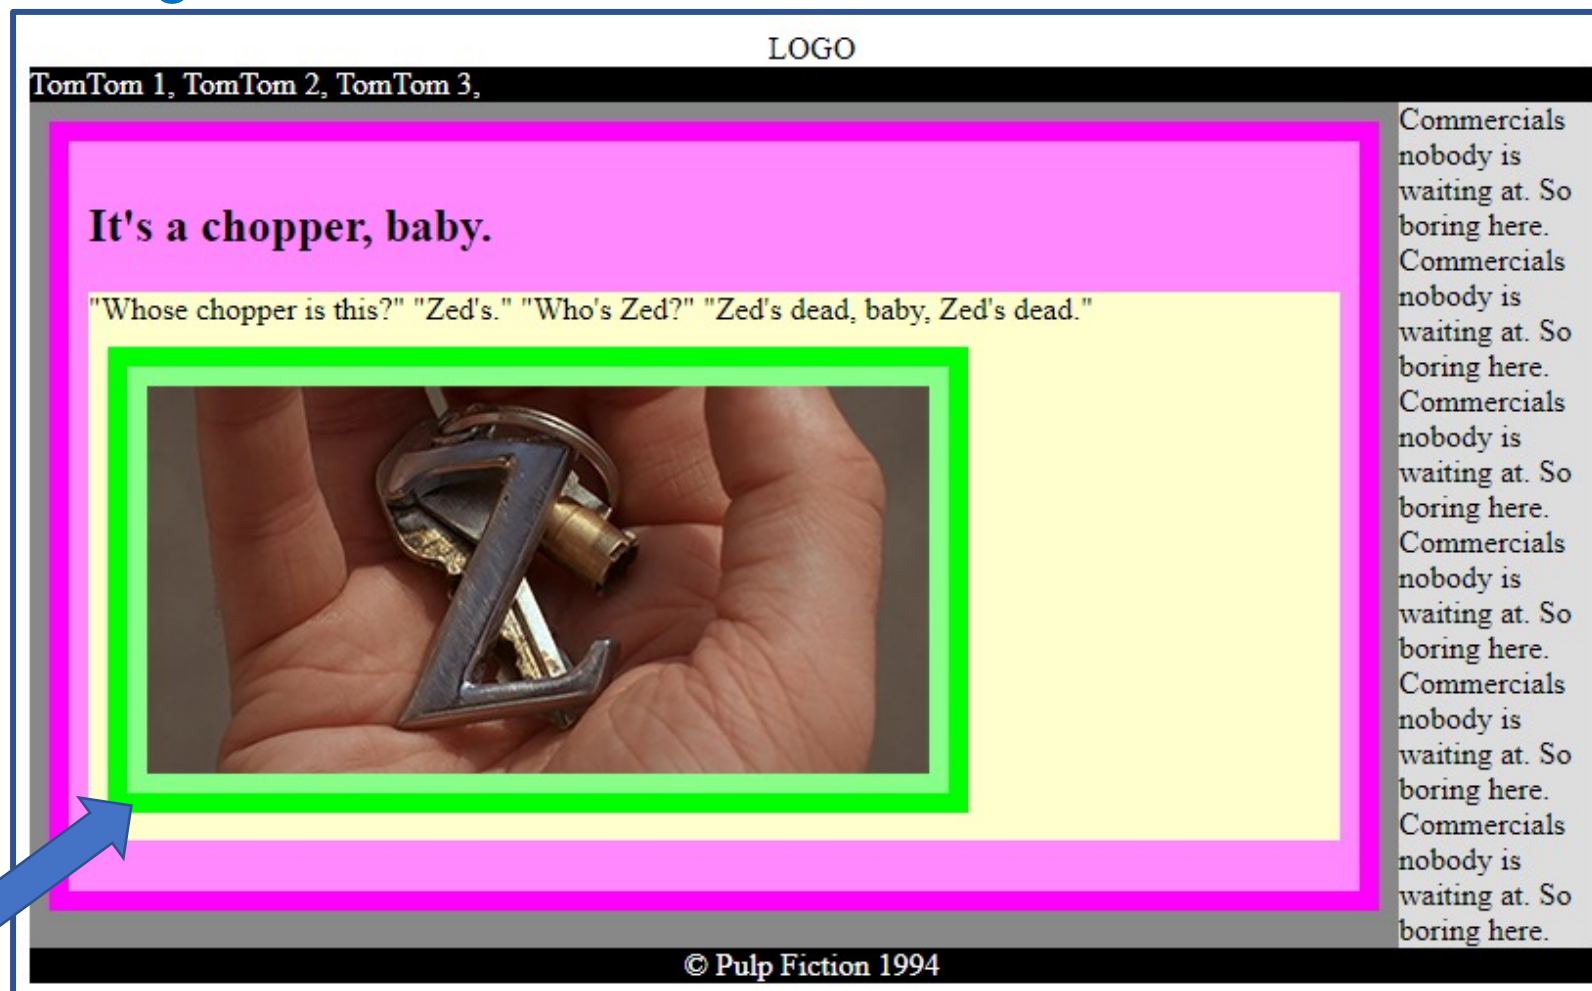 LOGO
TomTom 1, TomTom 2, TomTom 3,
It's a chopper, baby.
"Whose chopper is this?" "Zed's." "Who's Zed?" "Zed's dead, baby, Zed's dead."
Z
Commercials
nobody is
waiting at. So
boring here.
Commercials
nobody is
waiting at. So
boring here.
Commercials
nobody is
waiting at. So
boring here.
Commercials
nobody is
waiting at. So
boring here.
Commercials
nobody is
waiting at. So
boring here.
Commercials
nobody is
waiting at. So
boring here.
© Pulp Fiction 1994